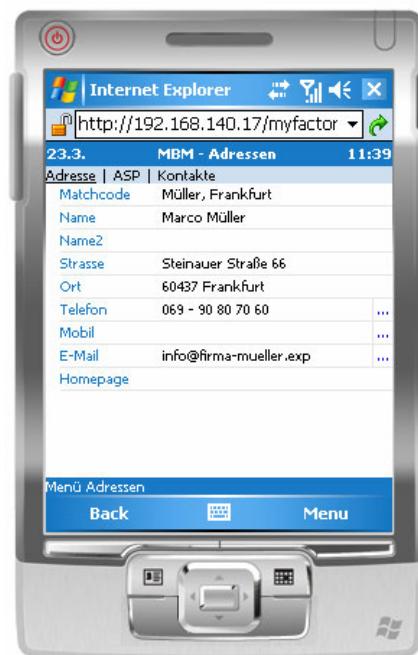 Internet Explorer
http://192.168.140.17/myfactor
23.3. MBM - Adressen 11:39
Adresse | ASP | Kontakte
Matchcode Müller, Frankfurt
Name Marco Müller
Name2
Strasse Steinauer Straße 66
Ort 60437 Frankfurt
Telefon 069 - 90 80 70 60 ...
Mobil ...
E-Mail info@firma-mueller.exp ...
Homepage
Menü Adressen
Back Menu